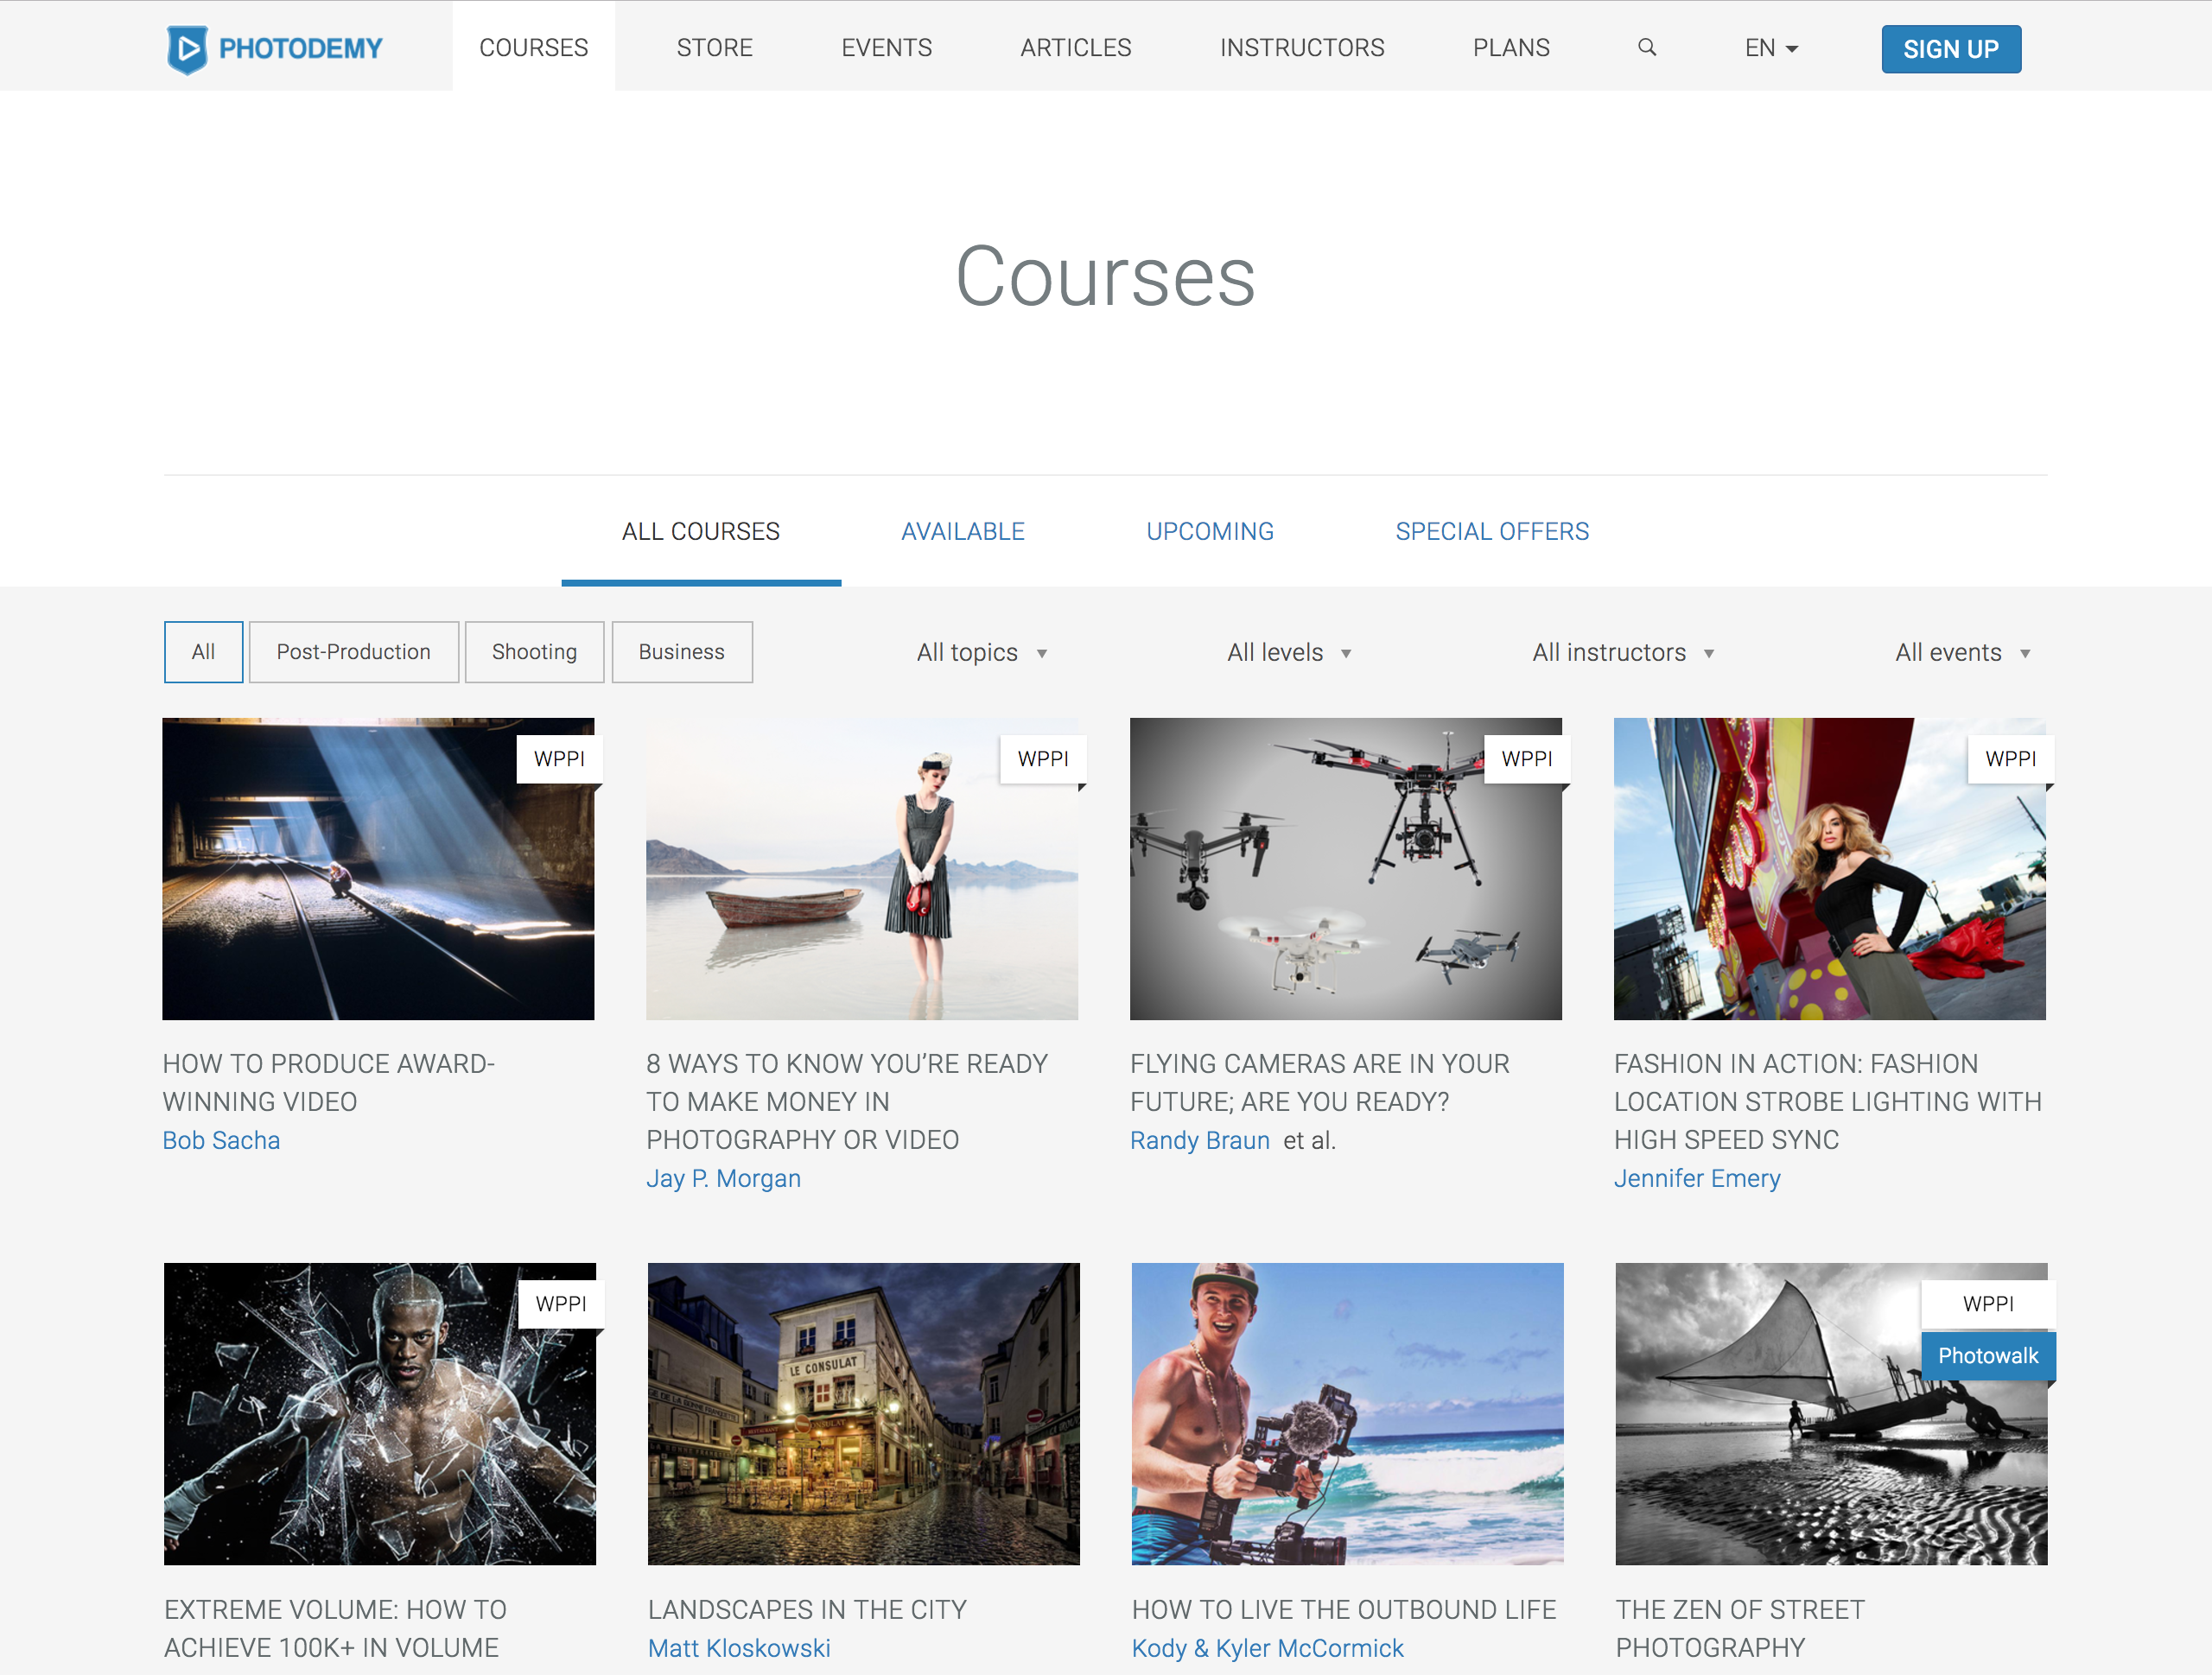 PHOTODEMY
COURSES
STORE
EVENTS
ARTICLES
INSTRUCTORS
PLANS
EN
SIGN UP
Courses
ALL COURSES
AVAILABLE
UPCOMING
SPECIAL OFFERS
All
Post-Production
Shooting
Business
All topics
All levels
All instructors
All events
WPPI
WPPI
WPPI
WPPI
HOW TO PRODUCE AWARD-
WINNING VIDEO
Bob Sacha
8 WAYS TO KNOW YOU’RE READY
TO MAKE MONEY IN
PHOTOGRAPHY OR VIDEO
Jay P. Morgan
FLYING CAMERAS ARE IN YOUR
FUTURE; ARE YOU READY?
Randy Braun et al.
FASHION IN ACTION: FASHION
LOCATION STROBE LIGHTING WITH
HIGH SPEED SYNC
Jennifer Emery
WPPI
LE CONSULAT
RESTAURANT
CONSULAT
WPPI
Photowalk
EXTREME VOLUME: HOW TO
ACHIEVE 100K+ IN VOLUME
LANDSCAPES IN THE CITY
Matt Kloskowski
HOW TO LIVE THE OUTBOUND LIFE
Kody & Kyler McCormick
THE ZEN OF STREET
PHOTOGRAPHY